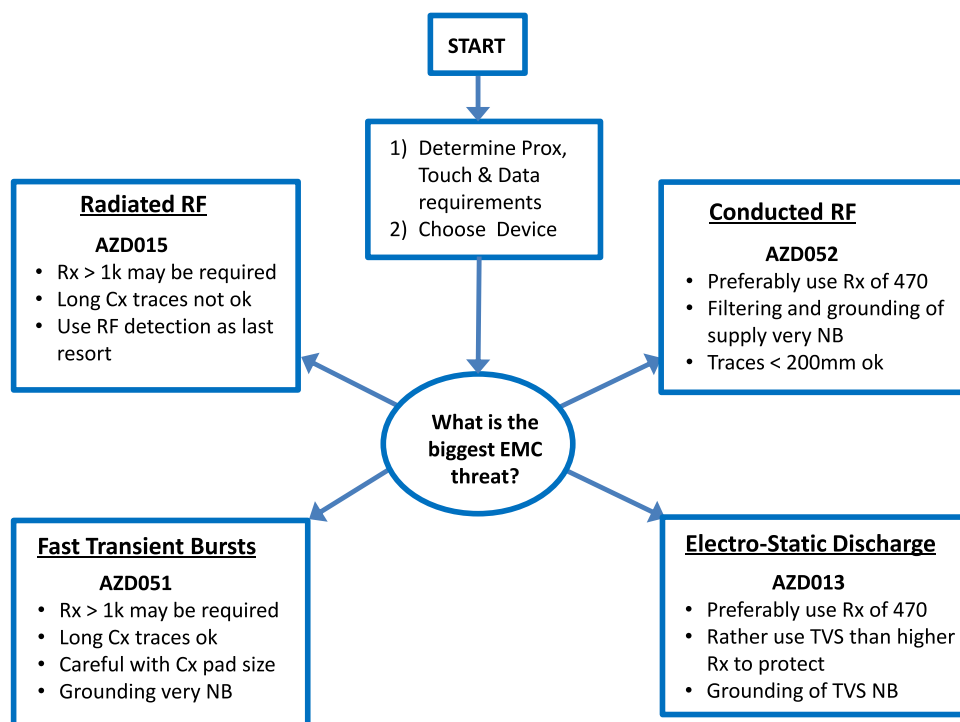 START
1) Determine Prox,
Touch & Data
requirements
2) Choose Device
Radiated RF
AZD015
• Rx > 1k may be required
• Long Cx traces not ok
• Use RF detection as last
resort
Conducted RF
AZD052
• Preferably use Rx of 470
• Filtering and grounding of
supply very NB
• Traces < 200mm ok
What is the
biggest EMC
threat?
Fast Transient Bursts
AZD051
• Rx > 1k may be required
• Long Cx traces ok
• Careful with Cx pad size
• Grounding very NB
Electro-Static Discharge
AZD013
• Preferably use Rx of 470
• Rather use TVS than higher
Rx to protect
• Grounding of TVS NB